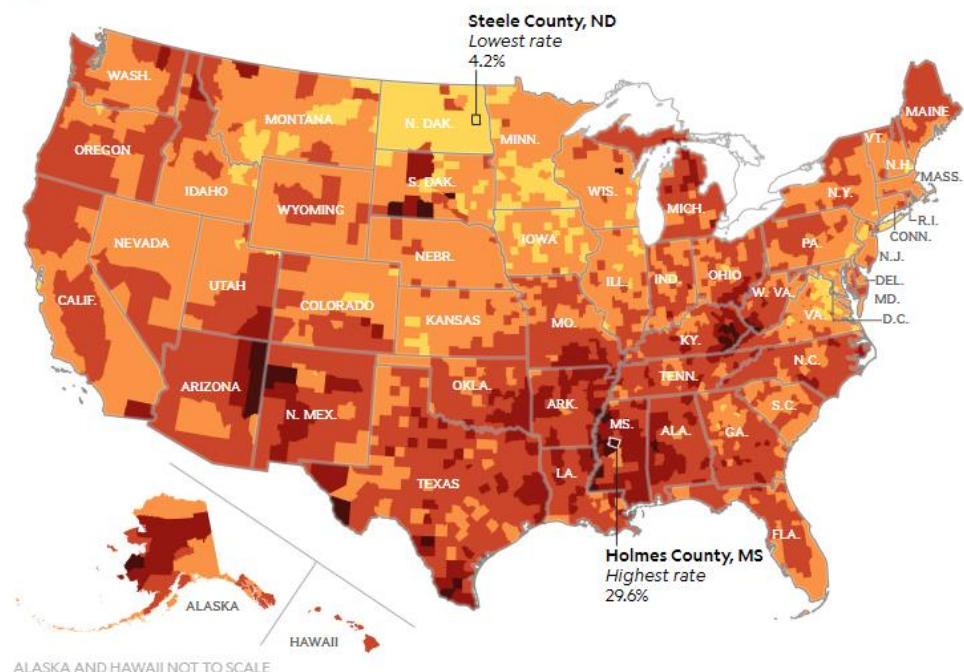 Steele County, ND
Lowest rate
4.2%
WASH.
MONTANA
N. DAK.
MINN.
MAINE
OREGON
IDAHO
S. DAK.
WIS.
VT.
N.H.
MASS.
WYOMING
MICH.
N.Y.
R.I.
CONN.
NEVADA
NEBR.
IOWA
PA.
N.J.
CALIF.
UTAH
COLORADO
KANSAS
ILL.
IND.
OHIO
W. VA.
DEL.
MD.
VA.
D.C.
MO.
KY.
ARIZONA
N. MEX.
OKLA.
ARK.
TENN.
N.C.
MS.
ALA.
GA.
S.C.
TEXAS
LA.
FLA.
Holmes County, MS
Highest rate
29.6%
ALASKA
HAWAII
ALASKA AND HAWAII NOT TO SCALE